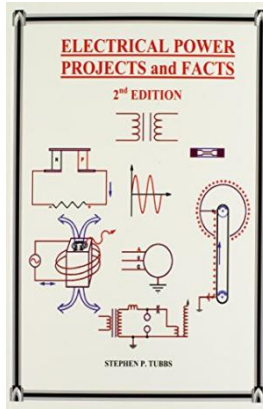 ELECTRICAL POWER
PROJECTS and FACTS
2nd EDITION
STEPHEN P. TUBBS